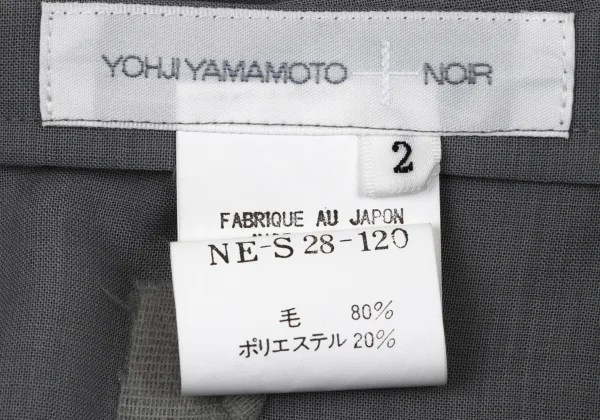 YOHJI YAMAMOTO NOIR
2
FABRIQUE AU JAPON
NE-S 28-120
毛 80%
ポリエステル 20%